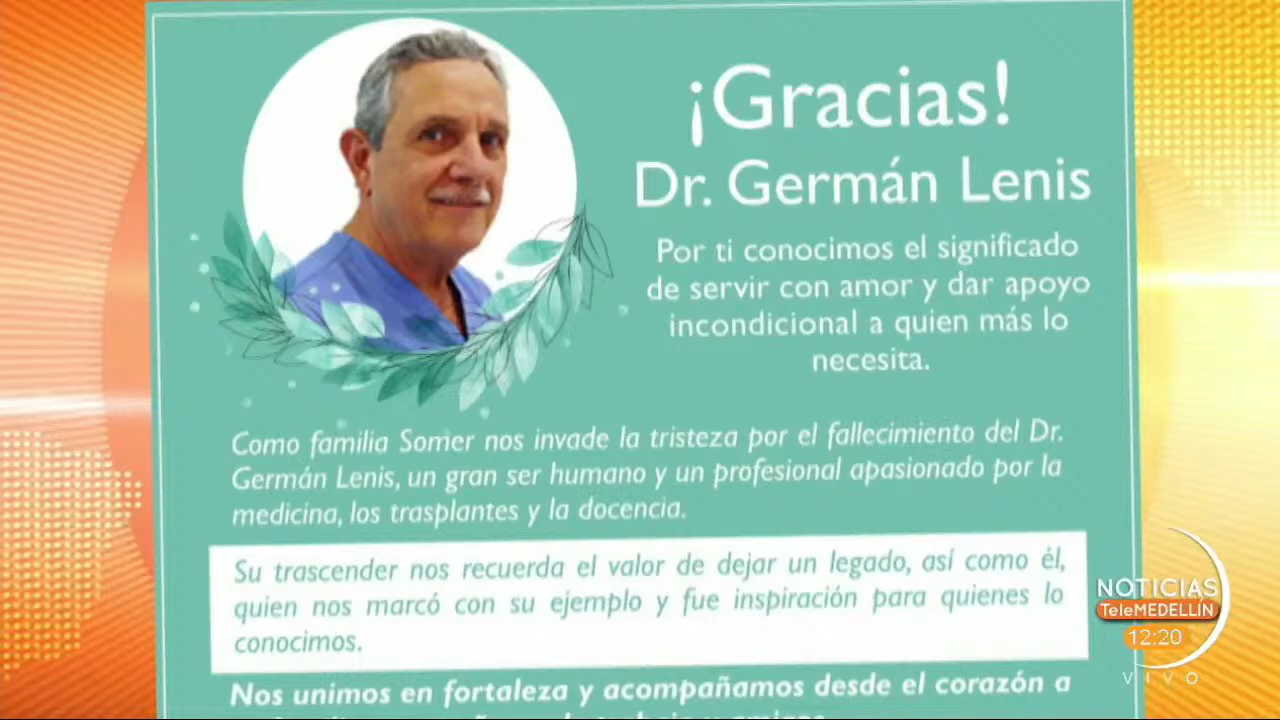 ¡Gracias!
Dr. Germán Lenis
Por ti conocimos el significado
de servir con amor y dar apoyo
incondicional a quien más lo
necesita.
Como familia Somer nos invade la tristeza por el fallecimiento del Dr.
Germán Lenis, un gran ser humano y un profesional apasionado por la
medicina, los trasplantes y la docencia.
Su trascender nos recuerda el valor de dejar un legado, así como él,
quien nos marcó con su ejemplo y fue inspiración para quienes lo
conocimos.
Nos unimos en fortaleza y acompañamos desde el corazón a
NOTICIAS
TeleMEDELLÍN
12:20
VIVO